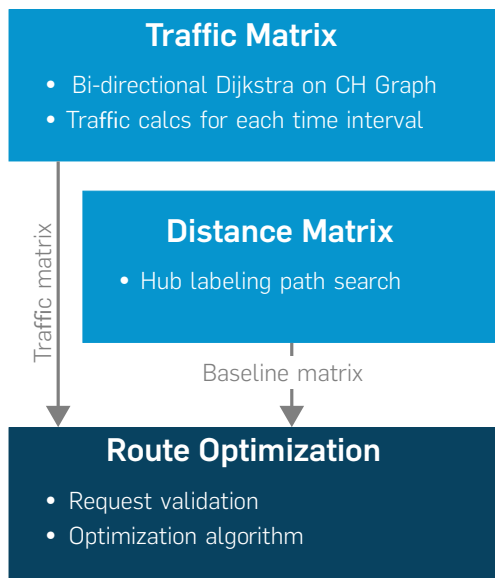 Traffic Matrix
• Bi-directional Dijkstra on CH Graph
• Traffic calcs for each time interval
Traffic matrix
Distance Matrix
• Hub labeling path search
Baseline matrix
Route Optimization
• Request validation
• Optimization algorithm